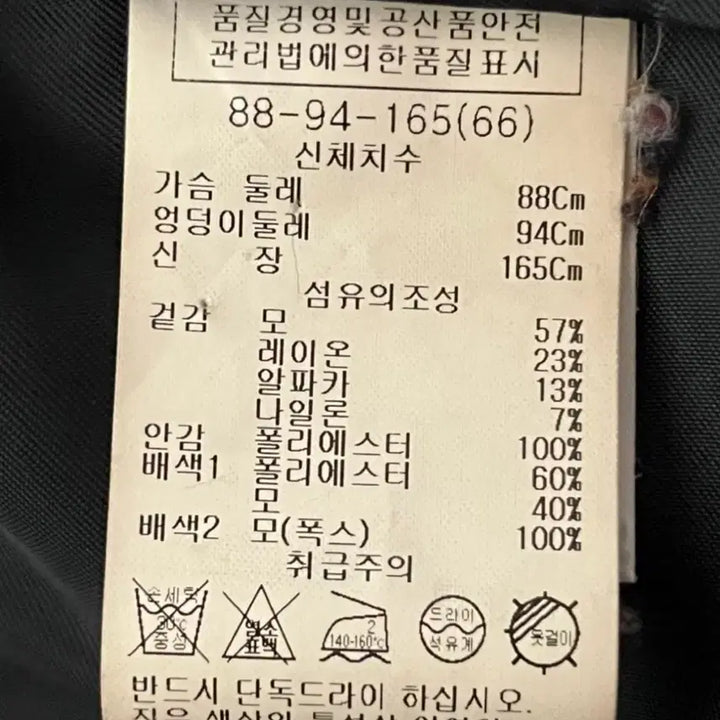 품질경영및공산품안전
관리법에의한품질표시
88-94-165(66)
신체치수
가슴 둘레 88Cm
엉덩이둘레 94Cm
신 장 165Cm
섬유의조성
겉감 모 57%
레이온 23%
알파카 13%
나일론 7%
안감 폴리에스터 100%
배색1 폴리에스터 60%
모 40%
배색2 모(폭스) 100%
취급주의
손세탁
30℃
중성
염소
표백
2
140-160℃
드라이
석유계
옷걸이
반드시 단독드라이 하십시오.